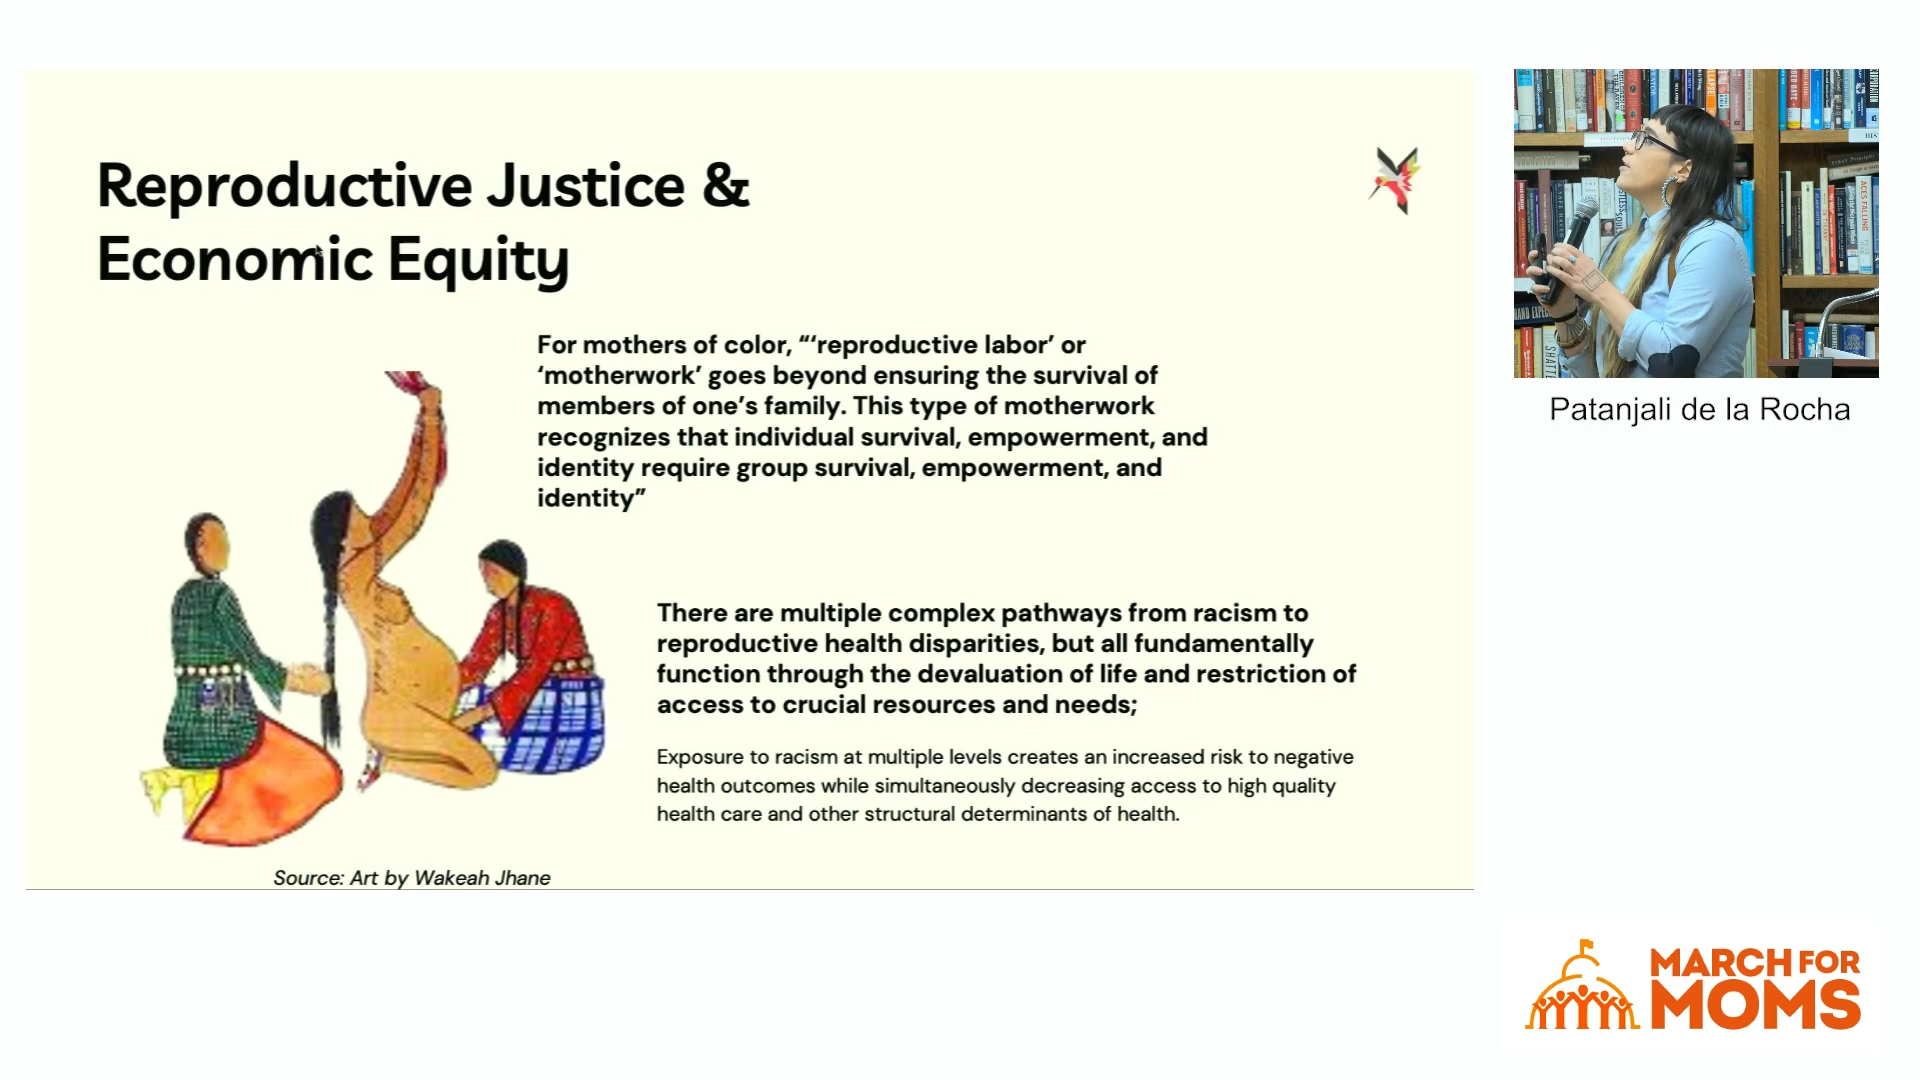 Reproductive Justice &
Economic Equity
For mothers of color, “‘reproductive labor’ or
‘motherwork’ goes beyond ensuring the survival of
members of one’s family. This type of motherwork
recognizes that individual survival, empowerment, and
identity require group survival, empowerment, and
identity”
There are multiple complex pathways from racism to
reproductive health disparities, but all fundamentally
function through the devaluation of life and restriction of
access to crucial resources and needs;
Exposure to racism at multiple levels creates an increased risk to negative
health outcomes while simultaneously decreasing access to high quality
health care and other structural determinants of health.
Source: Art by Wakeah Jhane
ACES FALLING
Patanjali de la Rocha
MARCH FOR
MOMS